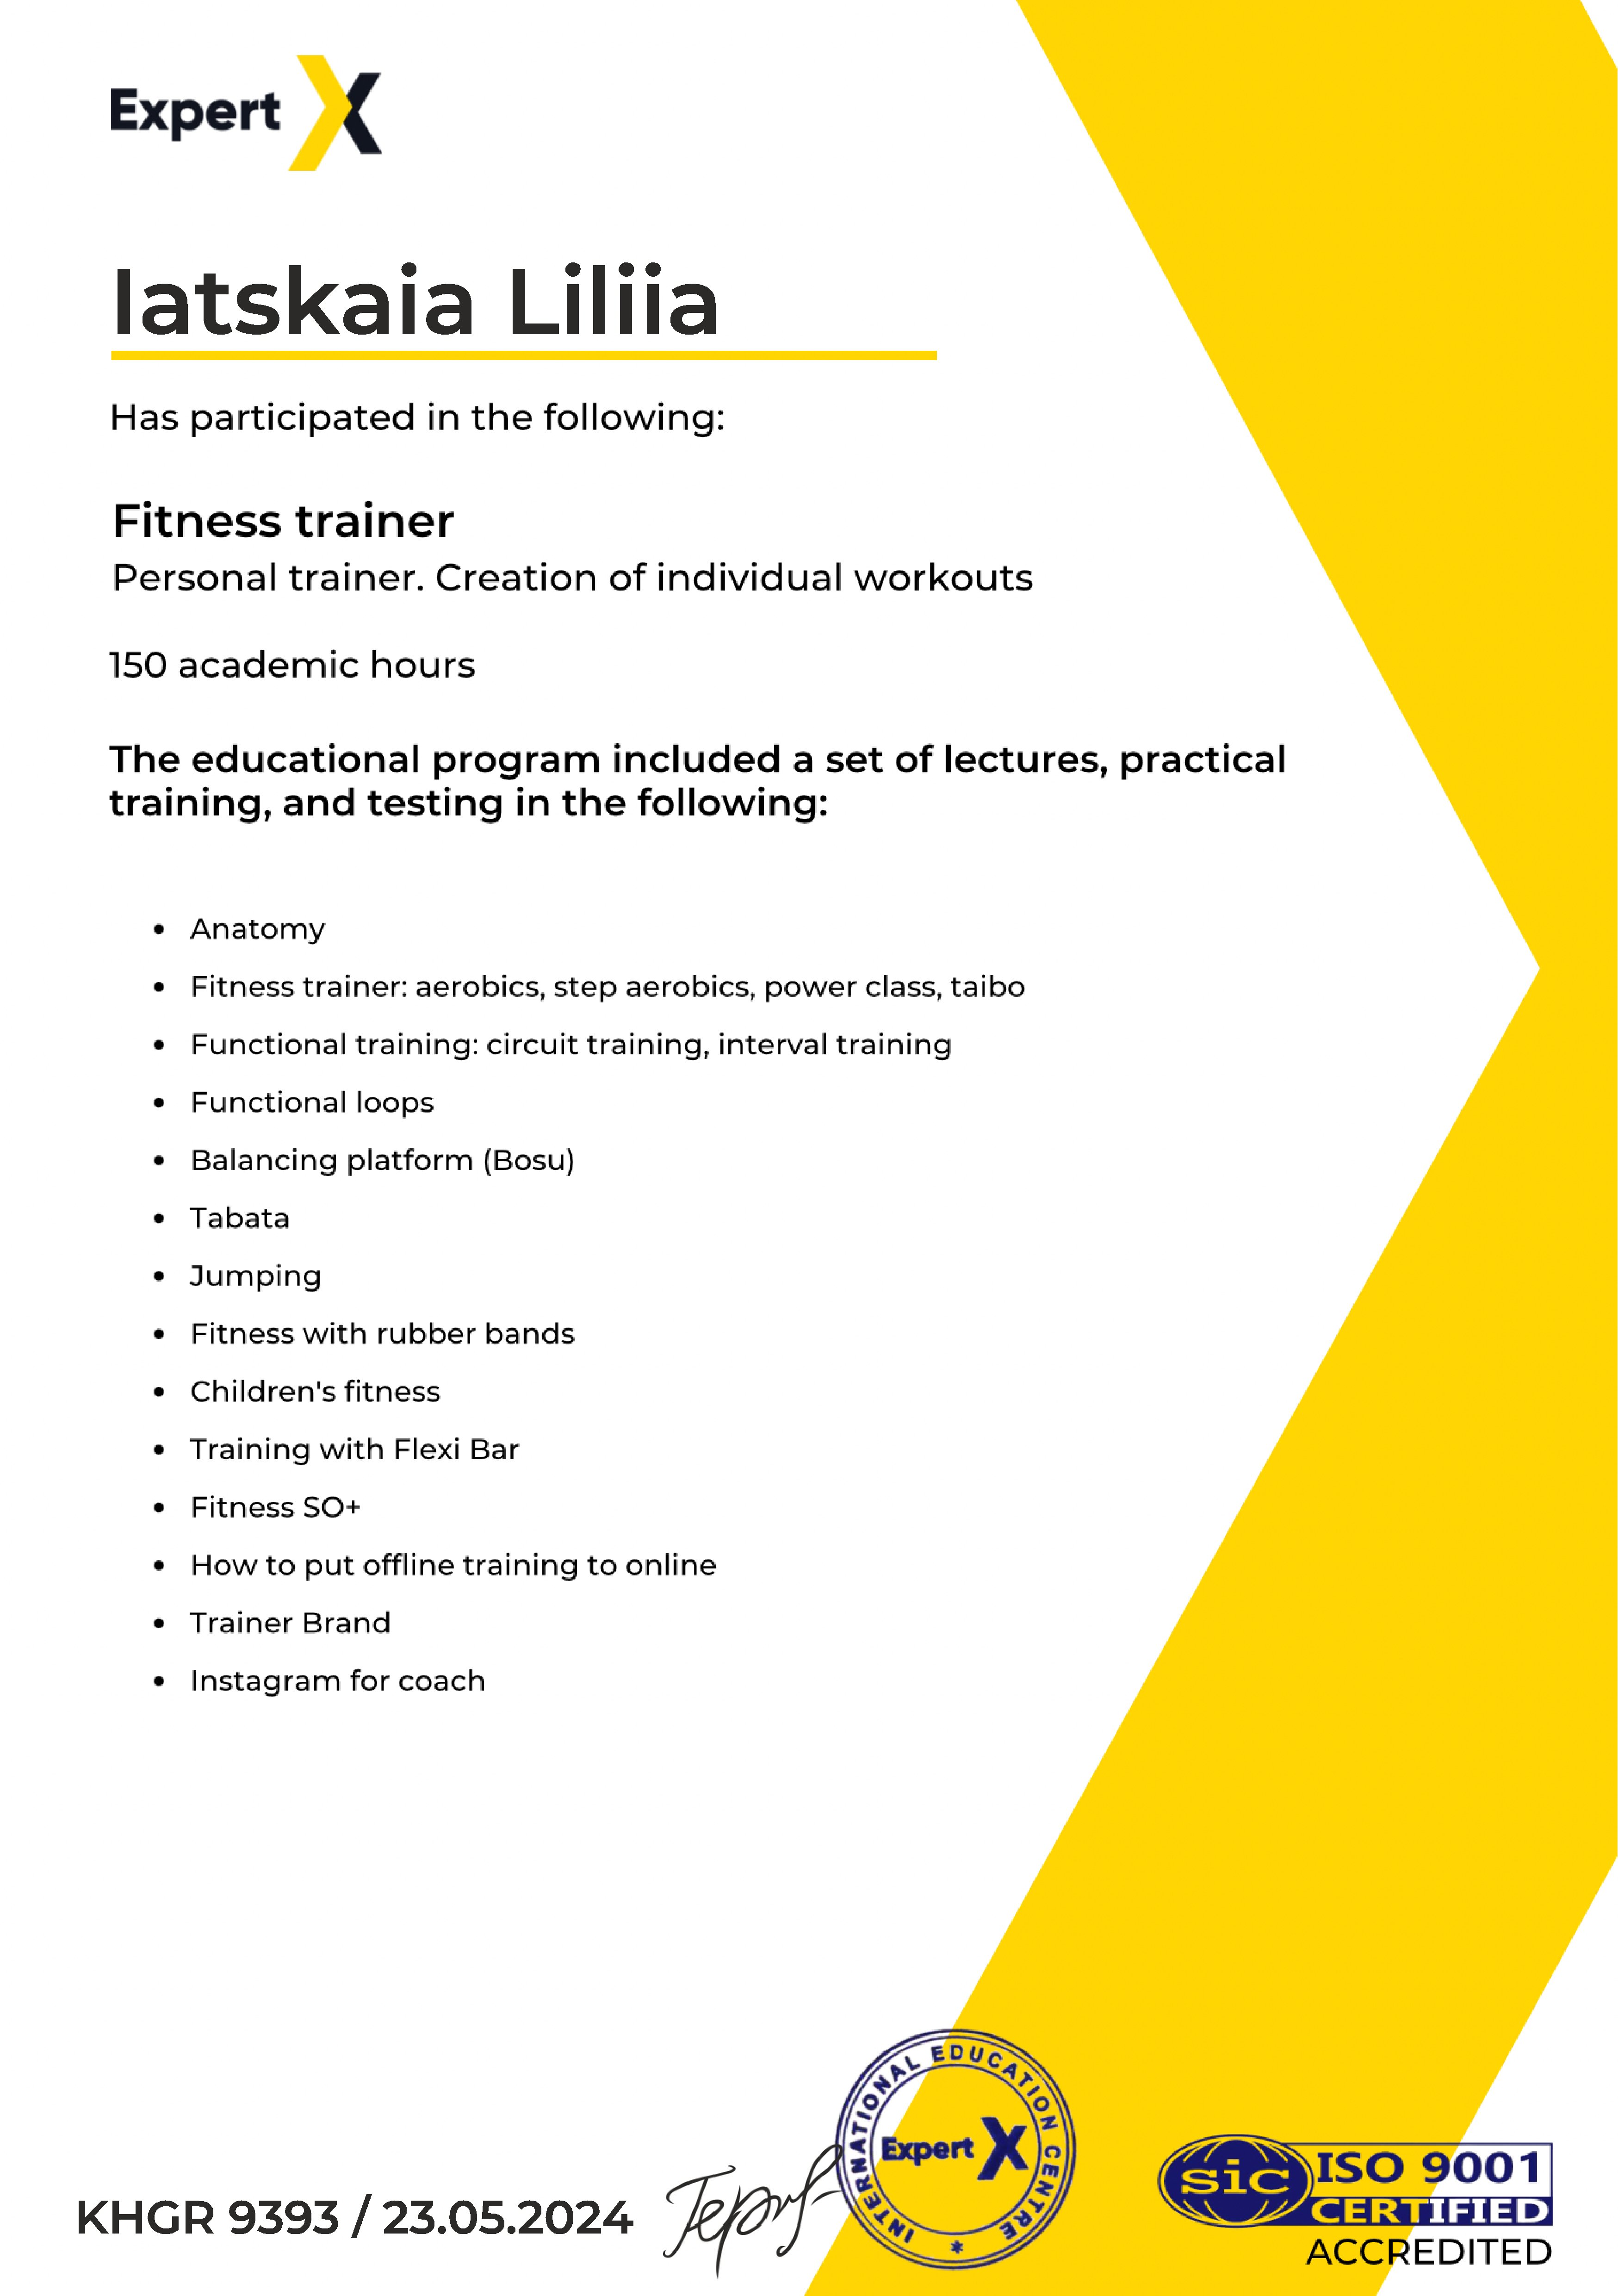 Expert X
Iatskaia Liliia
Has participated in the following:
Fitness trainer
Personal trainer. Creation of individual workouts
150 academic hours
The educational program included a set of lectures, practical
training, and testing in the following:
• Anatomy
• Fitness trainer: aerobics, step aerobics, power class, taibo
• Functional training: circuit training, interval training
• Functional loops
• Balancing platform (Bosu)
• Tabata
• Jumping
• Fitness with rubber bands
• Children's fitness
• Training with Flexi Bar
• Fitness SO+
• How to put offline training to online
• Trainer Brand
• Instagram for coach
KHGR 9393 / 23.05.2024
INTERNATIONAL EDUCATION CENTRE *
Expert X
sic ISO 9001
CERTIFIED
ACCREDITED